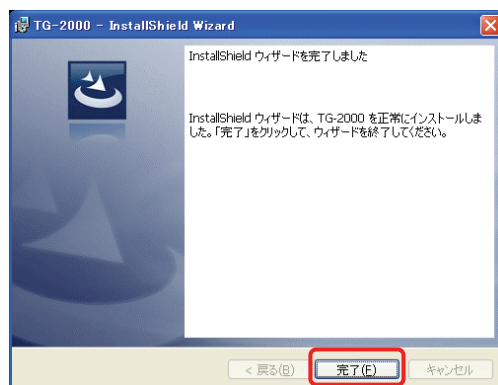 TG-2000 - InstallShield Wizard
InstallShield ウィザードを完了しました
InstallShield ウィザードは、TG-2000 を正常にインストールしま
した。「完了」をクリックして、ウィザードを終了してください。
< 戻る(B) 完了(F) キャンセル